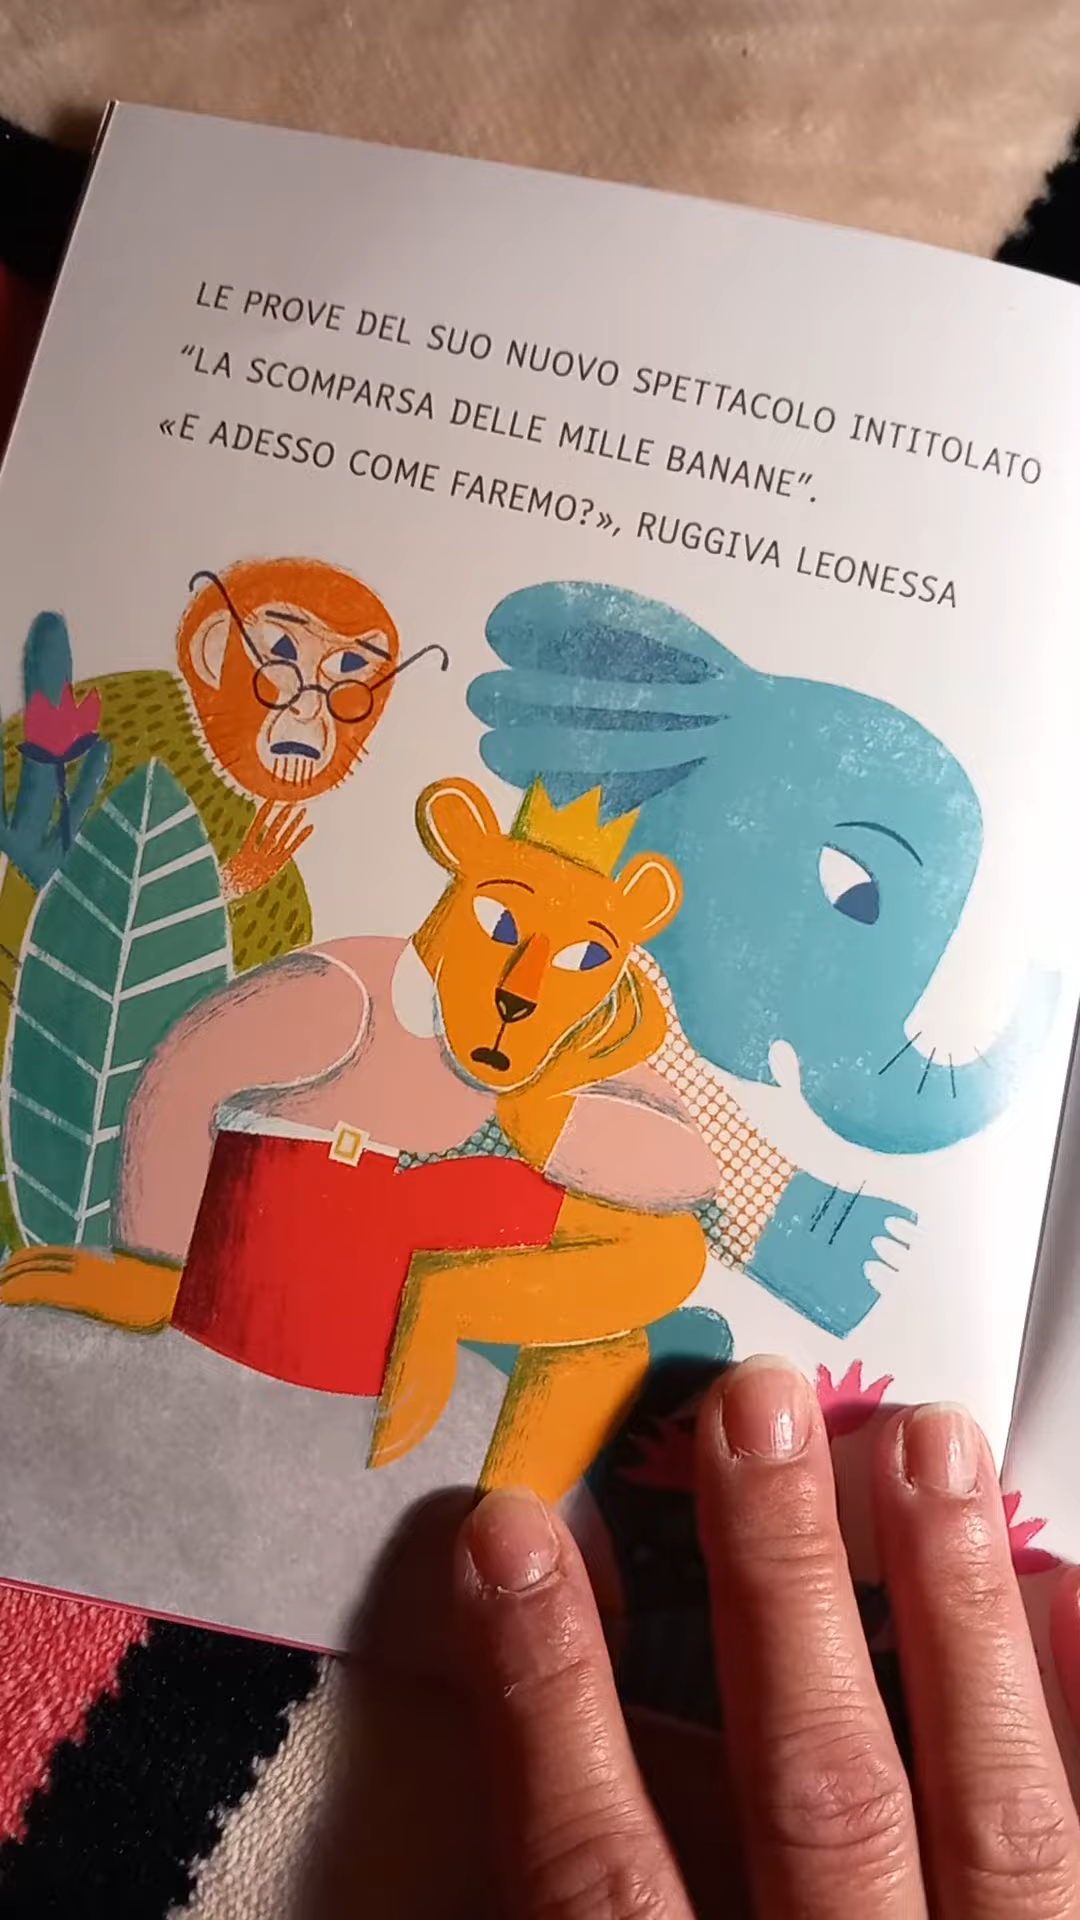 LE PROVE DEL SUO NUOVO SPETTACOLO INTITOLATO
“LA SCOMPARSA DELLE MILLE BANANE”.
«E ADESSO COME FAREMO?», RUGGIVA LEONESSA